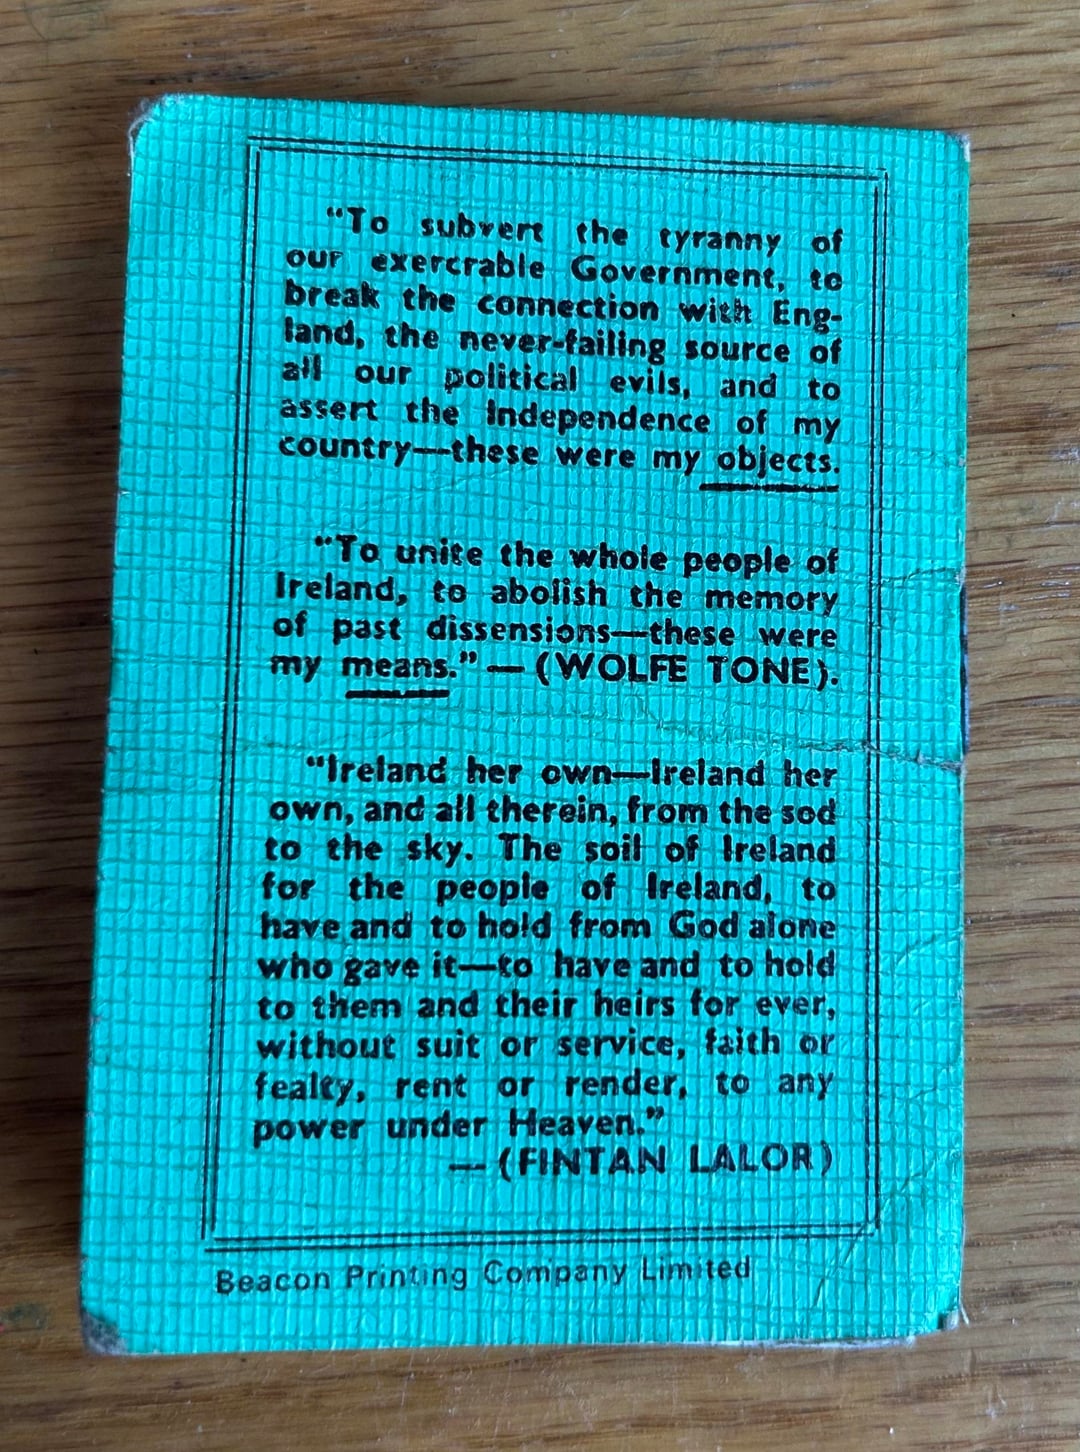 “To subvert the tyranny of
our exercrable Government, to
break the connection with Eng-
land, the never-failing source of
all our political evils, and to
assert the Independence of my
country—these were my objects.
“To unite the whole people of
Ireland, to abolish the memory
of past dissensions—these were
my means.”—(WOLFE TONE).
“Ireland her own—Ireland her
own, and all therein, from the sod
to the sky. The soil of Ireland
for the people of Ireland, to
have and to hold from God alone
who gave it—to have and to hold
to them and their heirs for ever,
without suit or service, faith or
fealty, rent or render, to any
power under Heaven.”
—(FINTAN LALOR)
Beacon Printing Company Limited